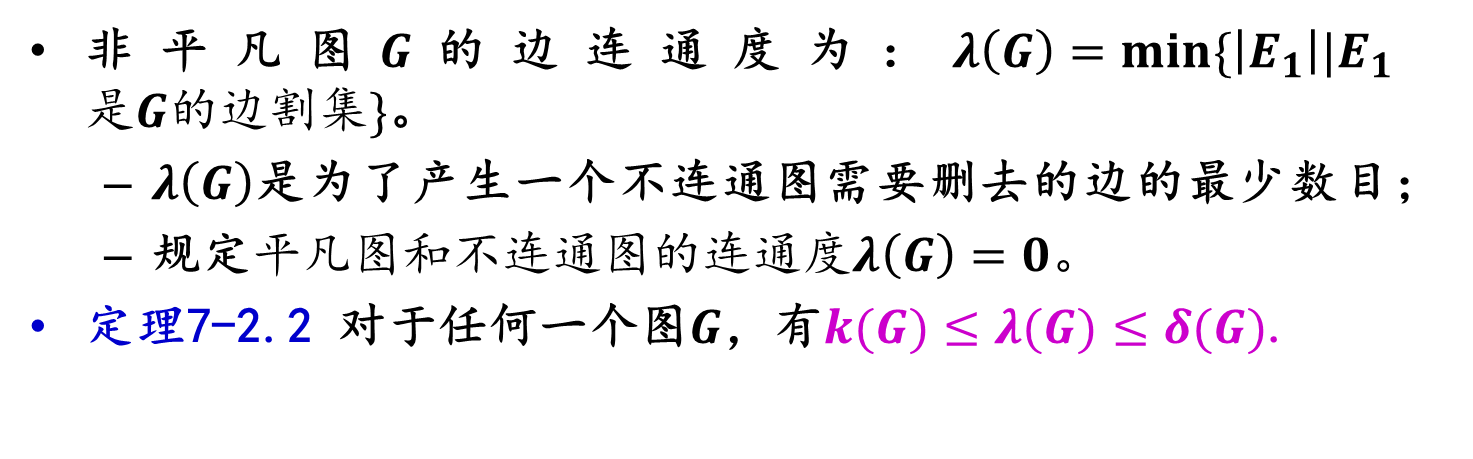 • 非平凡图G的边连通度为：λ(G) = min{|E₁||E₁
是G的边割集}。
– λ(G)是为了产生一个不连通图需要删去的边的最少数目；
– 规定平凡图和不连通图的连通度λ(G) = 0。
• 定理7-2.2 对于任何一个图G，有k(G) ≤ λ(G) ≤ δ(G).